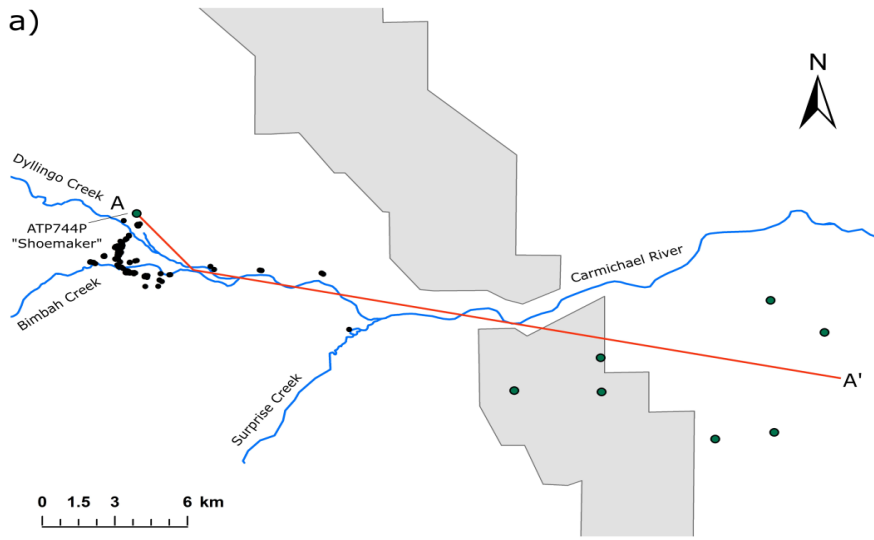 a)
N
Dyllingo Creek
A
ATP744P
"Shoemaker"
Bimbah Creek
Carmichael River
Surprise Creek
A'
0 1.5 3 6 km